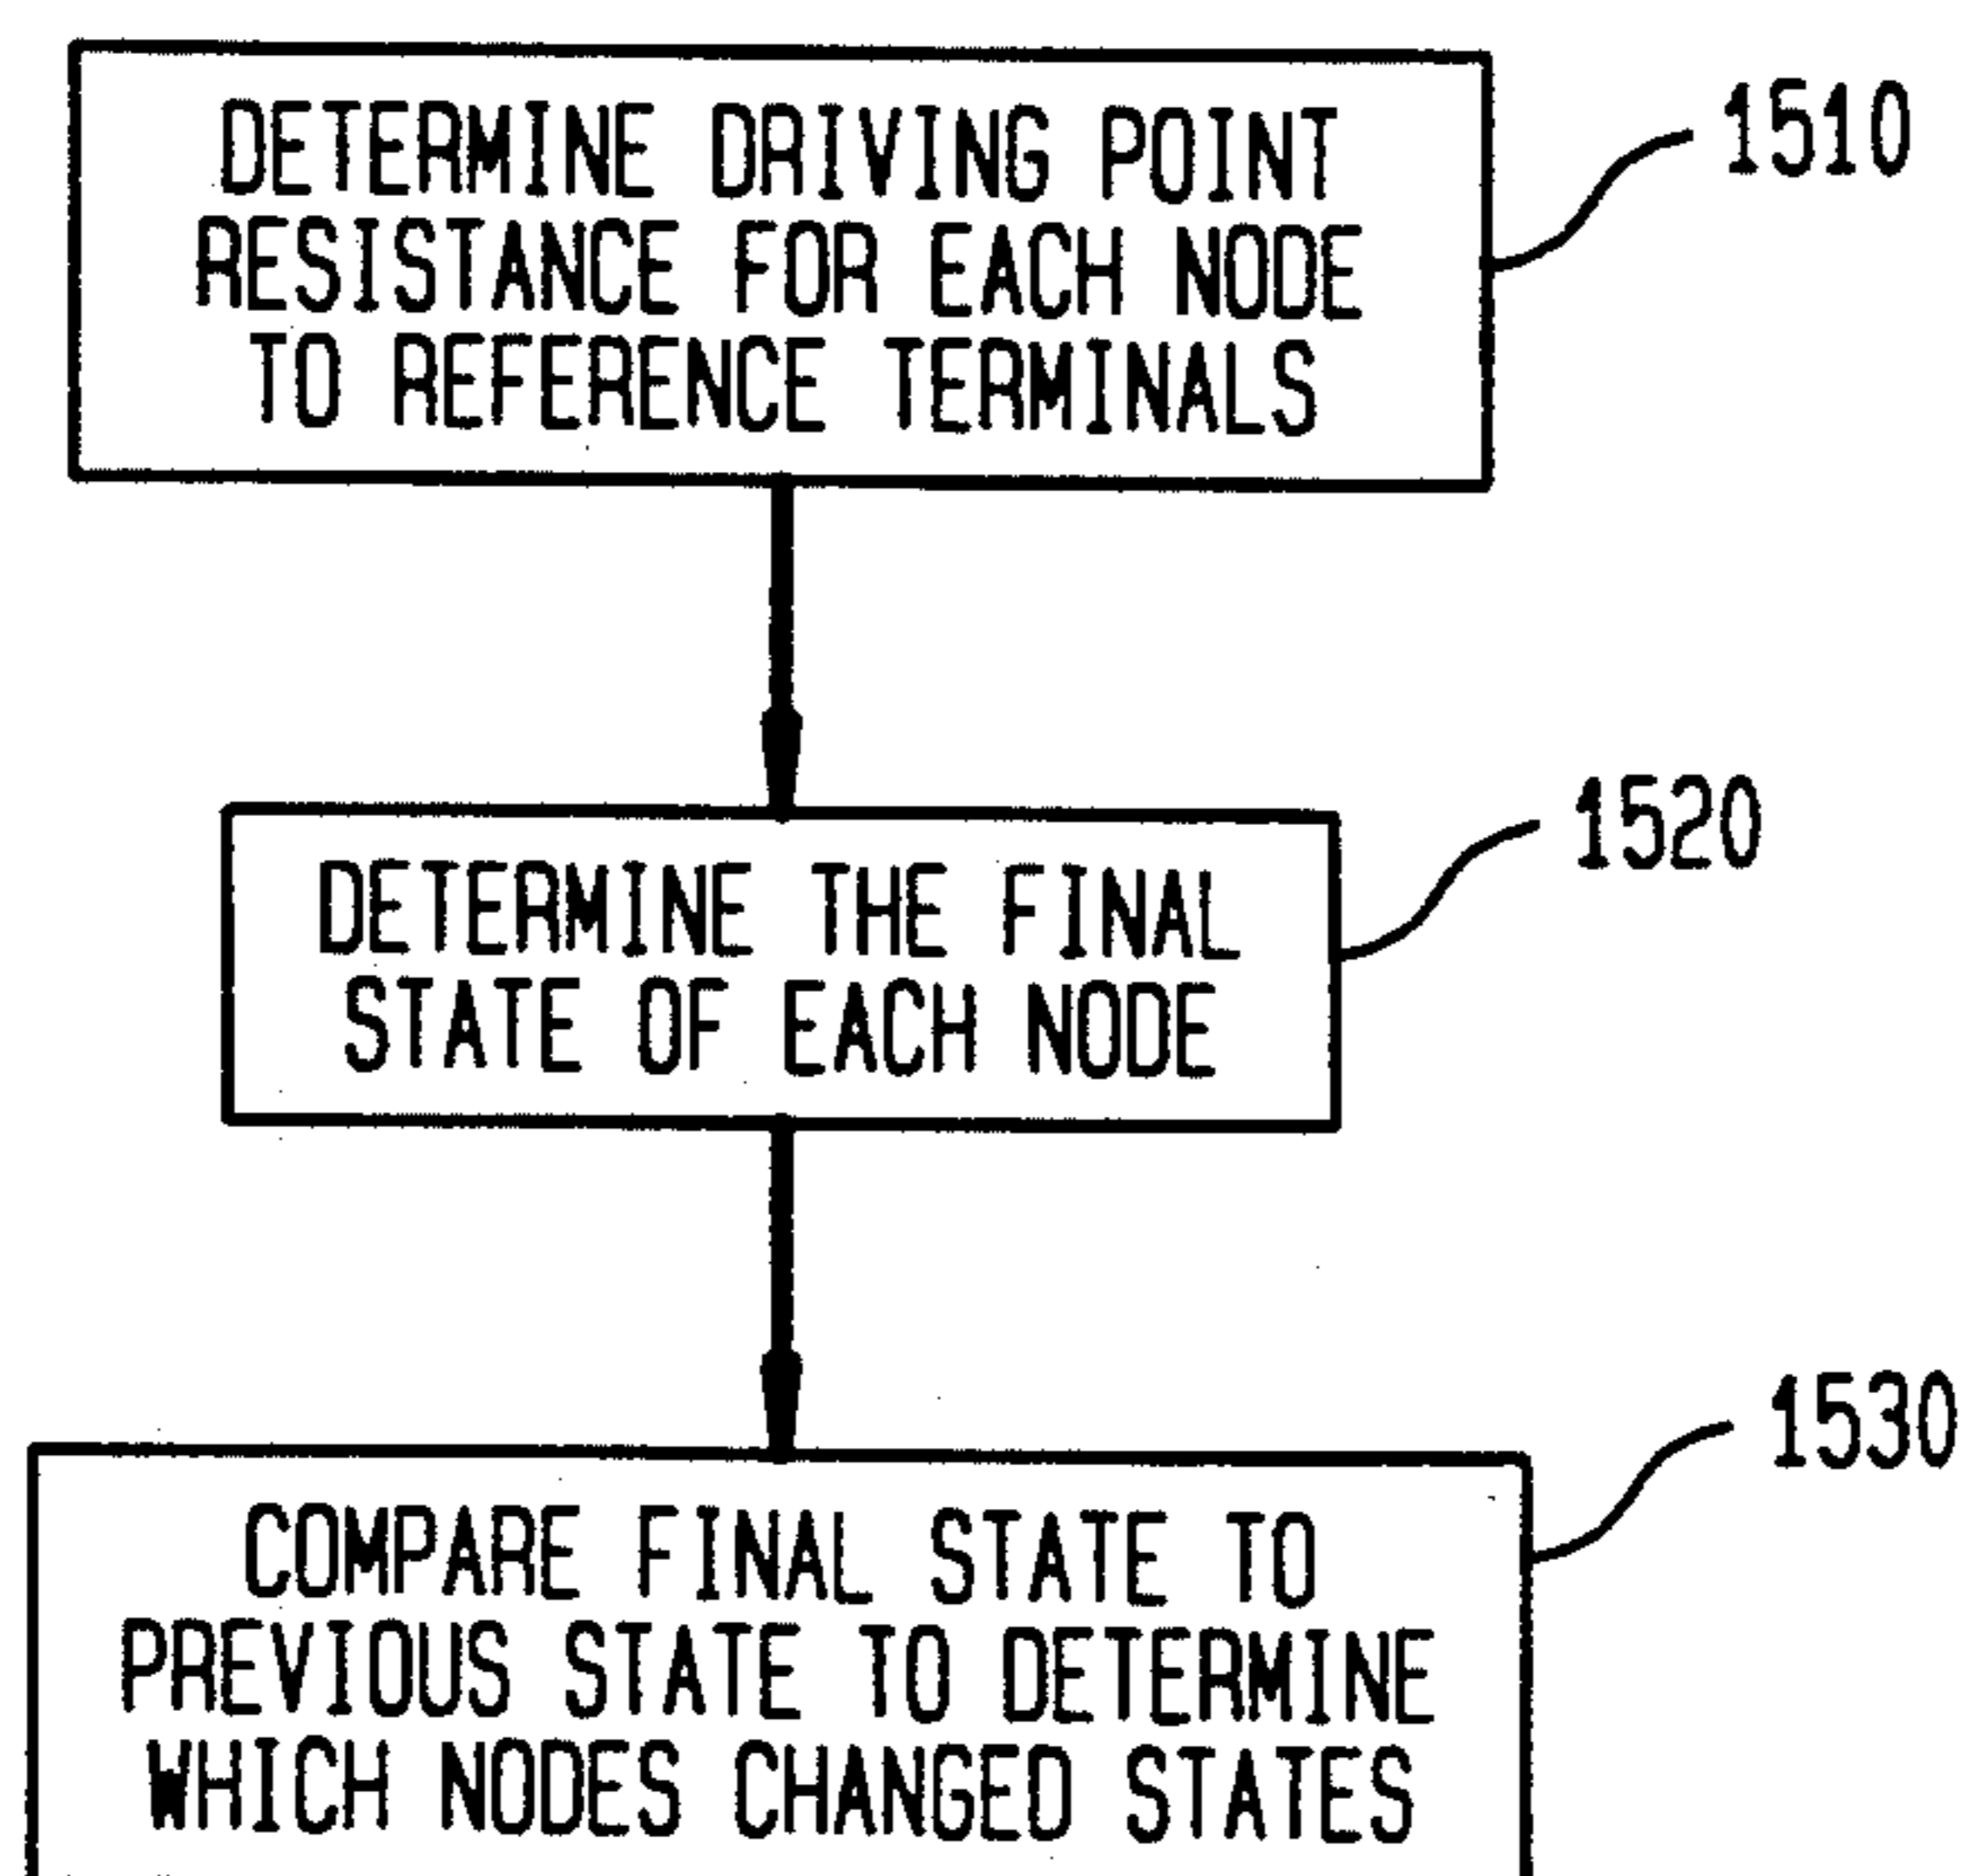 DETERMINE DRIVING POINT
RESISTANCE FOR EACH NODE
TO REFERENCE TERMINALS
1510
DETERMINE THE FINAL
STATE OF EACH NODE
1520
COMPARE FINAL STATE TO
PREVIOUS STATE TO DETERMINE
WHICH NODES CHANGED STATES
1530